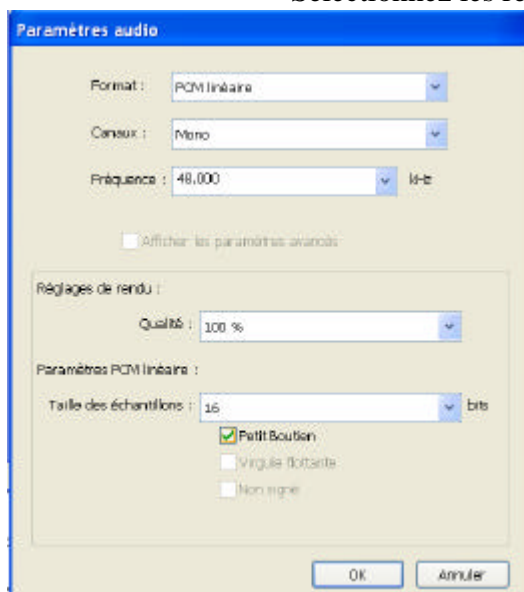 Paramètres audio
Format : PCM linéaire
Canaux : Mono
Fréquence : 48.000 kHz
Afficher les paramètres avancés
Réglages de rendu :
Qualité : 100 %
Paramètres PCM linéaire :
Taille des échantillons : 16 bits
Petit Boutien
Virgule flottante
Non signé
OK Annuler